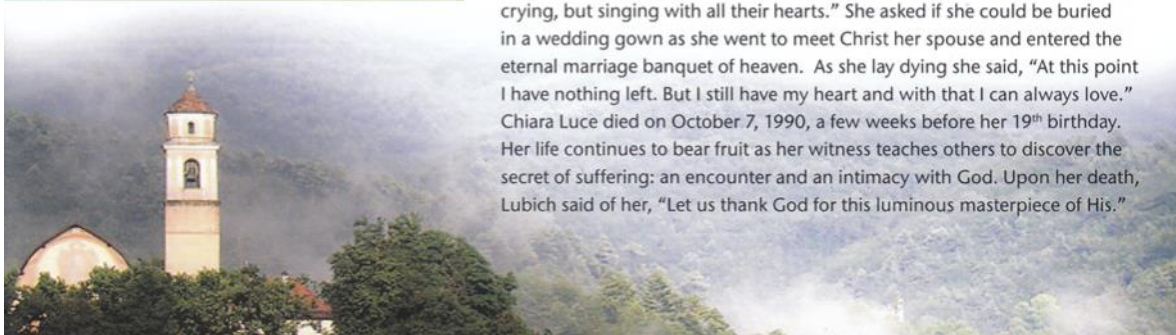 crying, but singing with all their hearts.” She asked if she could be buried
in a wedding gown as she went to meet Christ her spouse and entered the
eternal marriage banquet of heaven.  As she lay dying she said, “At this point
I have nothing left. But I still have my heart and with that I can always love.”
Chiara Luce died on October 7, 1990, a few weeks before her 19th birthday.
Her life continues to bear fruit as her witness teaches others to discover the
secret of suffering: an encounter and an intimacy with God. Upon her death,
Lubich said of her, “Let us thank God for this luminous masterpiece of His.”